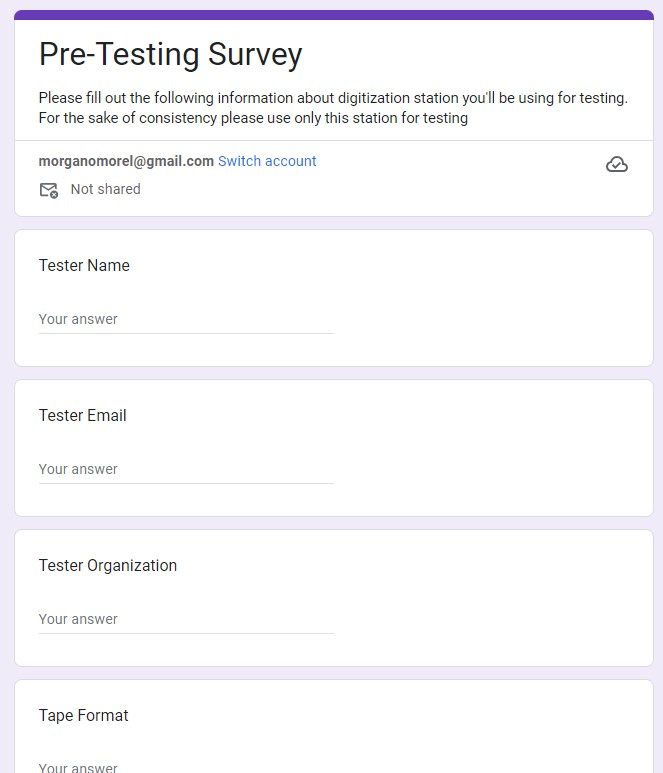 Pre-Testing Survey
Please fill out the following information about digitization station you'll be using for testing.
For the sake of consistency please use only this station for testing
morganomorel@gmail.com Switch account
Not shared
Tester Name
Your answer
Tester Email
Your answer
Tester Organization
Your answer
Tape Format
Your answer